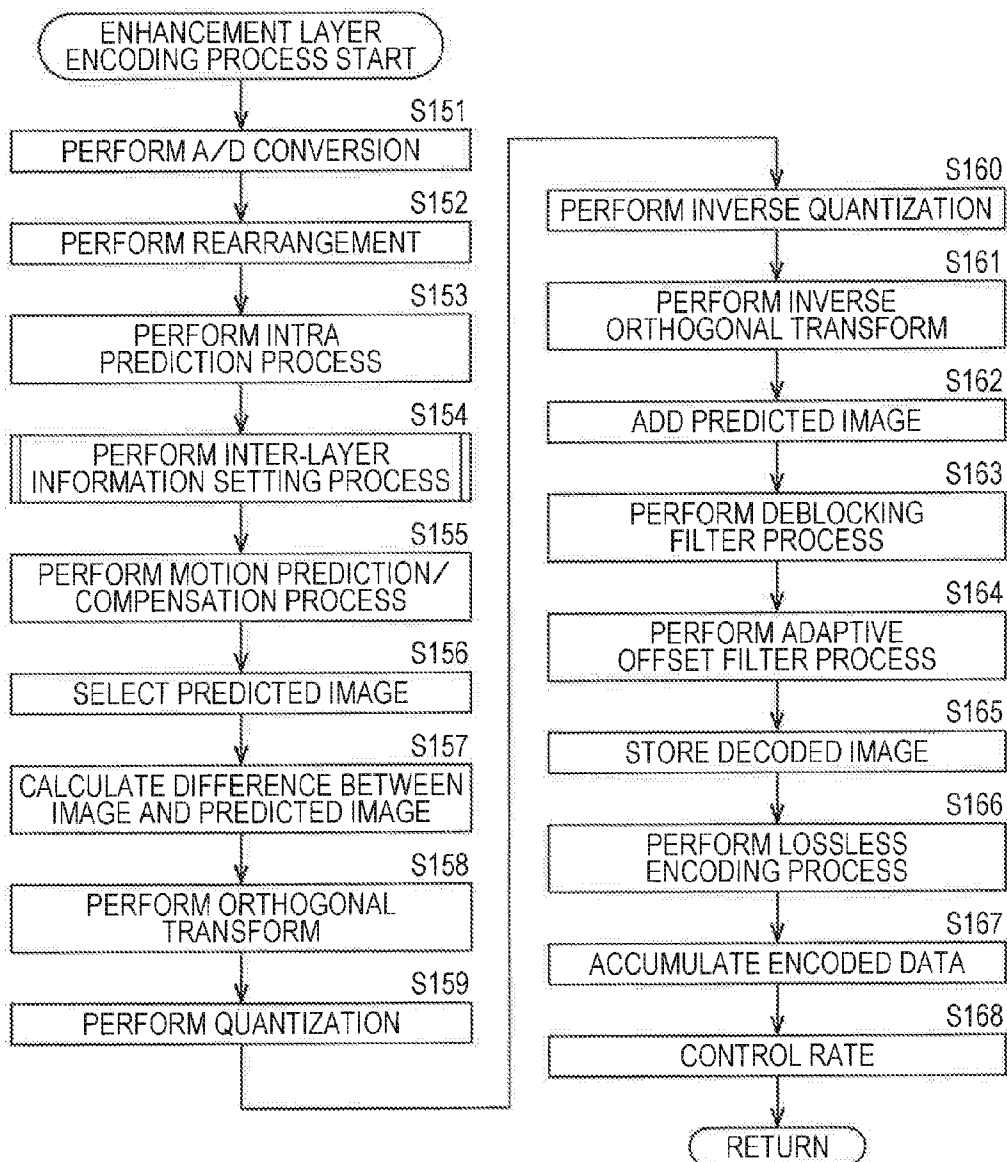 ENHANCEMENT LAYER
ENCODING PROCESS START
S151
PERFORM A/D CONVERSION
S152
PERFORM REARRANGEMENT
S153
PERFORM INTRA
PREDICTION PROCESS
S154
PERFORM INTER-LAYER
INFORMATION SETTING PROCESS
S155
PERFORM MOTION PREDICTION/
COMPENSATION PROCESS
S156
SELECT PREDICTED IMAGE
S157
CALCULATE DIFFERENCE BETWEEN
IMAGE AND PREDICTED IMAGE
S158
PERFORM ORTHOGONAL
TRANSFORM
S159
PERFORM QUANTIZATION
S160
PERFORM INVERSE QUANTIZATION
S161
PERFORM INVERSE
ORTHOGONAL TRANSFORM
S162
ADD PREDICTED IMAGE
S163
PERFORM DEBLOCKING
FILTER PROCESS
S164
PERFORM ADAPTIVE
OFFSET FILTER PROCESS
S165
STORE DECODED IMAGE
S166
PERFORM LOSSLESS
ENCODING PROCESS
S167
ACCUMULATE ENCODED DATA
S168
CONTROL RATE
RETURN